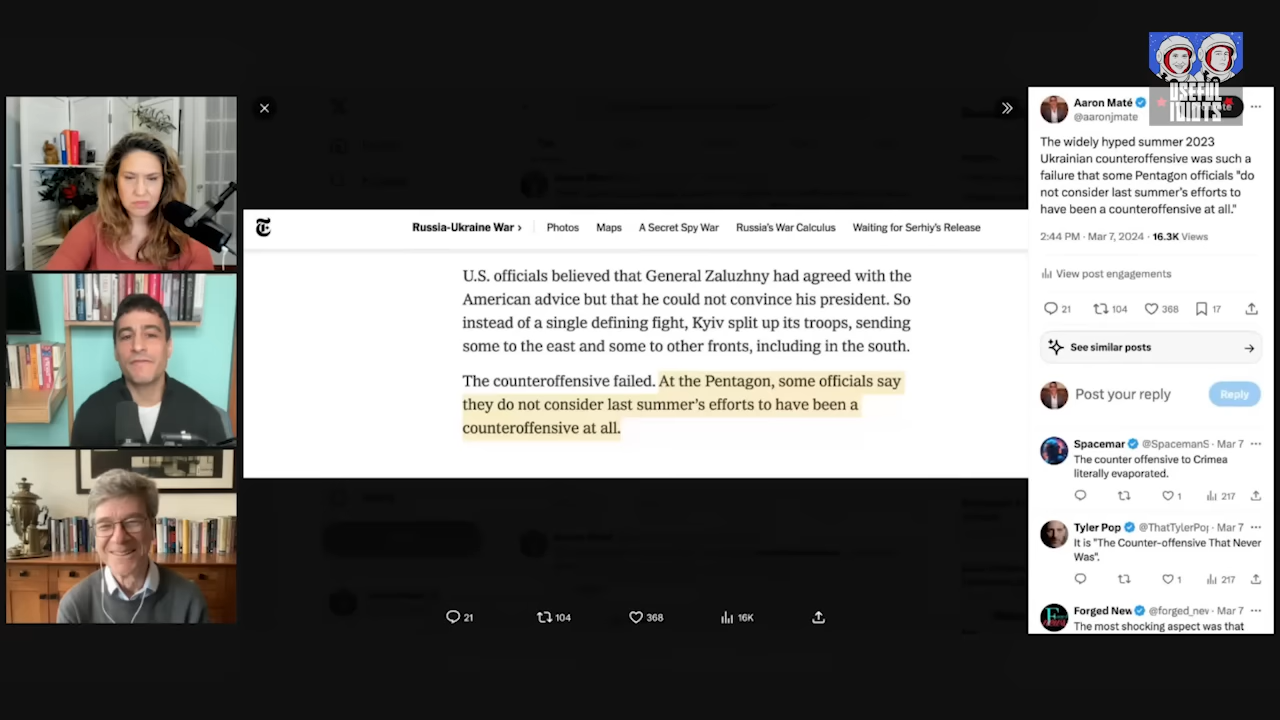 USEFUL
IDIOTS
Russia-Ukraine War ›
Photos
Maps
A Secret Spy War
Russia's War Calculus
Waiting for Serhiy's Release
U.S. officials believed that General Zaluzhny had agreed with the
American advice but that he could not convince his president. So
instead of a single defining fight, Kyiv split up its troops, sending
some to the east and some to other fronts, including in the south.
The counteroffensive failed. At the Pentagon, some officials say
they do not consider last summer's efforts to have been a
counteroffensive at all.
21
104
368
16K
Aaron Maté
@aaronjmate
The widely hyped summer 2023
Ukrainian counteroffensive was such a
failure that some Pentagon officials "do
not consider last summer's efforts to
have been a counteroffensive at all."
2:44 PM · Mar 7, 2024 · 16.3K Views
View post engagements
21
104
368
17
See similar posts
Post your reply
Reply
Spacemar @SpacemanS · Mar 7
The counter offensive to Crimea
literally evaporated.
1
217
Tyler Pop @ThatTylerPo · Mar 7
It is "The Counter-offensive That Never
Was".
1
217
Forged New @forged_nev · Mar 7
The most shocking aspect was that